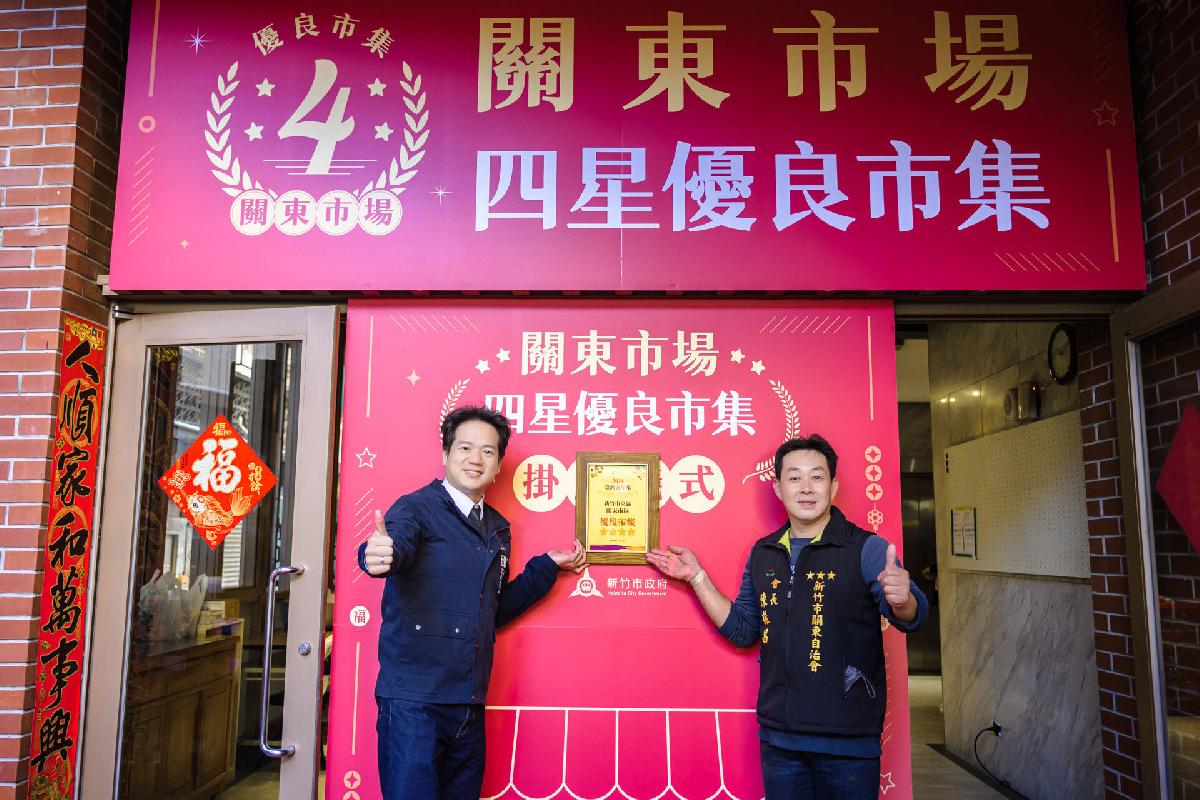 優良市集
4
關東市場
關東市場
四星優良市集
關東市場
四星優良市集
掛 式
優良市集
新竹市政府
Hsinchu City Government
人順家和萬事興
福
福
會長
新竹市關東自治會